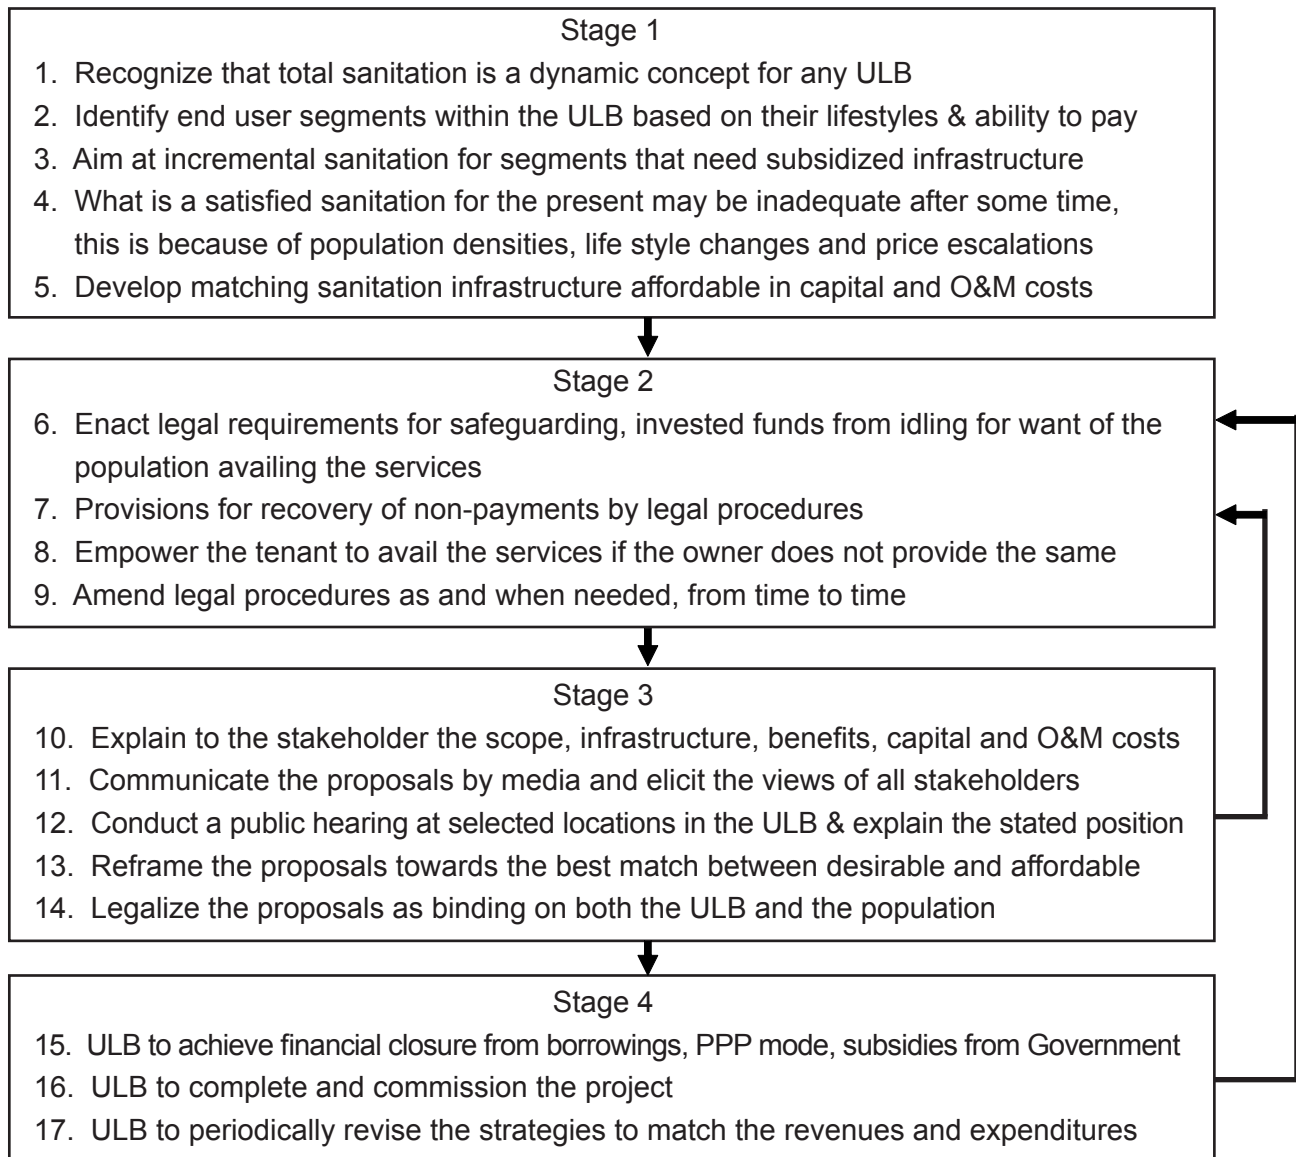 Stage 1
1. Recognize that total sanitation is a dynamic concept for any ULB
2. Identify end user segments within the ULB based on their lifestyles & ability to pay
3. Aim at incremental sanitation for segments that need subsidized infrastructure
4. What is a satisfied sanitation for the present may be inadequate after some time,
this is because of population densities, life style changes and price escalations
5. Develop matching sanitation infrastructure affordable in capital and O&M costs
Stage 2
6. Enact legal requirements for safeguarding, invested funds from idling for want of the
population availing the services
7. Provisions for recovery of non-payments by legal procedures
8. Empower the tenant to avail the services if the owner does not provide the same
9. Amend legal procedures as and when needed, from time to time
Stage 3
10. Explain to the stakeholder the scope, infrastructure, benefits, capital and O&M costs
11. Communicate the proposals by media and elicit the views of all stakeholders
12. Conduct a public hearing at selected locations in the ULB & explain the stated position
13. Reframe the proposals towards the best match between desirable and affordable
14. Legalize the proposals as binding on both the ULB and the population
Stage 4
15. ULB to achieve financial closure from borrowings, PPP mode, subsidies from Government
16. ULB to complete and commission the project
17. ULB to periodically revise the strategies to match the revenues and expenditures